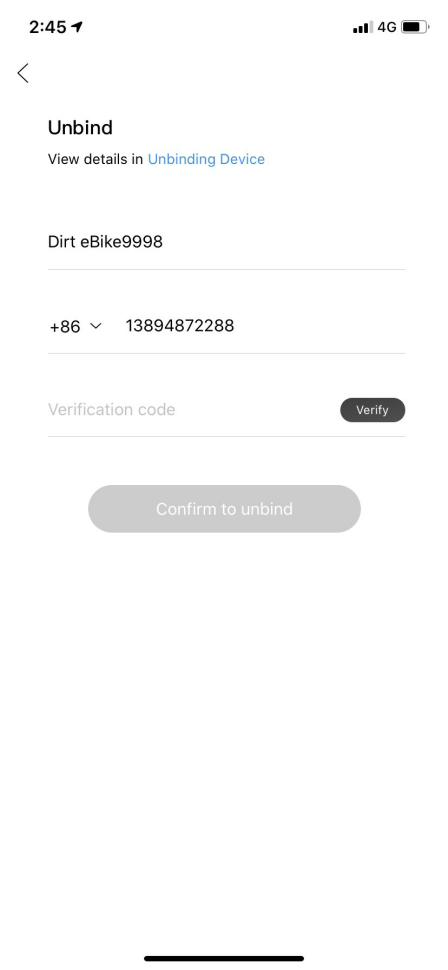 2:45
4G
Unbind
View details in Unbinding Device
Dirt eBike9998
+86 13894872288
Verification code Verify
Confirm to unbind